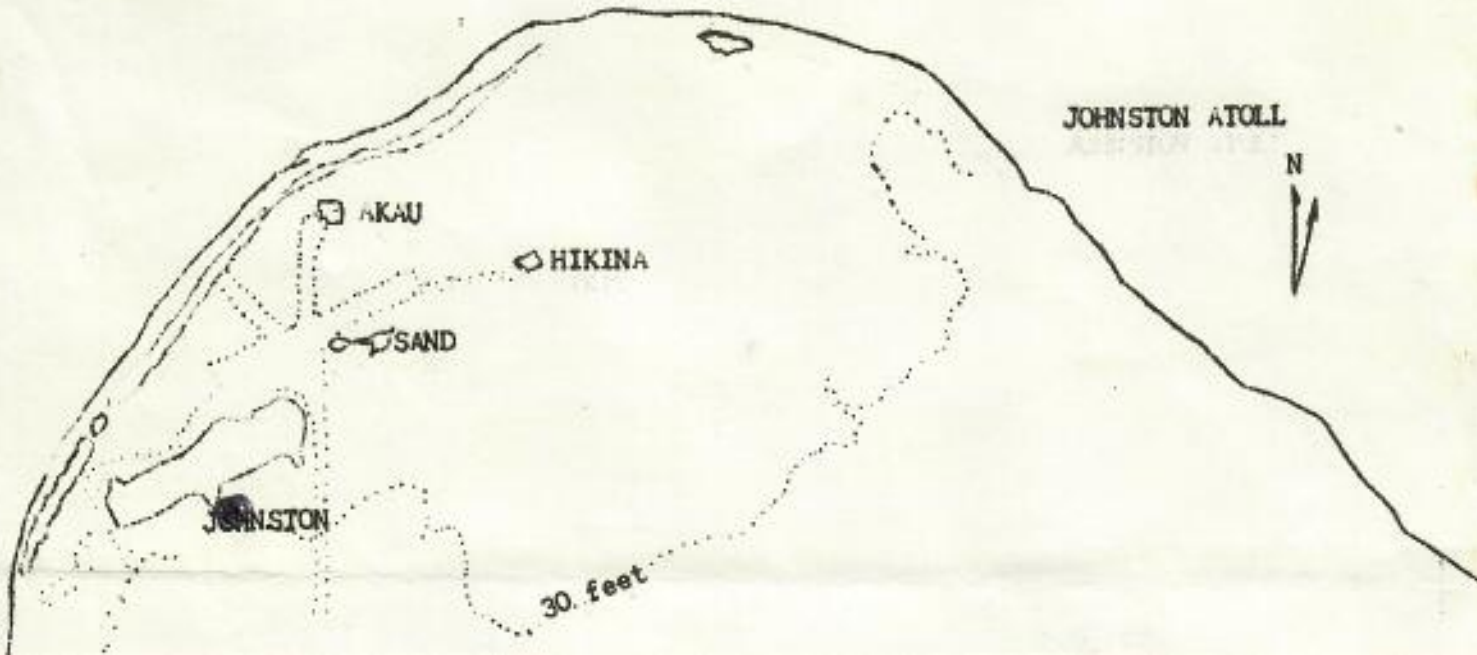 JOHNSTON ATOLL
N
AKAU
HIKINA
SAND
JOHNSTON
30 feet